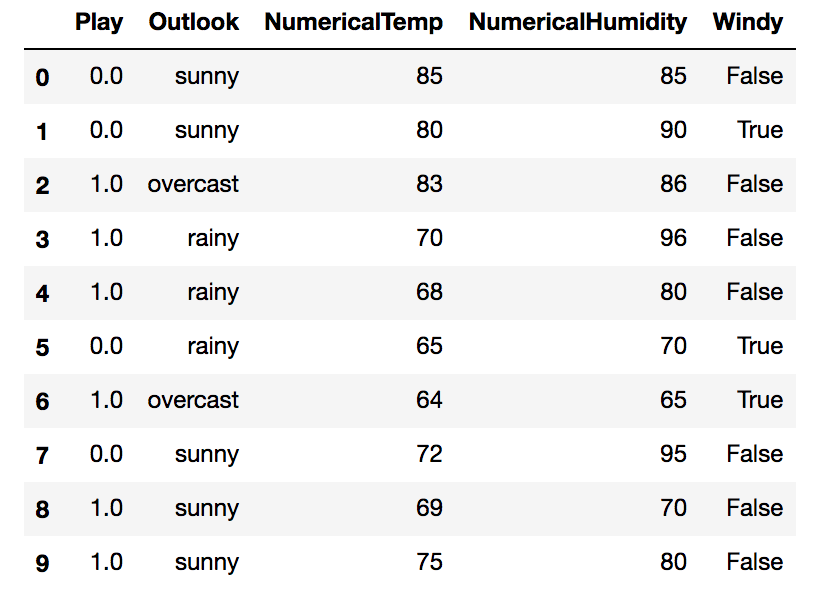 Play Outlook NumericalTemp NumericalHumidity Windy
0 0.0 sunny 85 85 False
1 0.0 sunny 80 90 True
2 1.0 overcast 83 86 False
3 1.0 rainy 70 96 False
4 1.0 rainy 68 80 False
5 0.0 rainy 65 70 True
6 1.0 overcast 64 65 True
7 0.0 sunny 72 95 False
8 1.0 sunny 69 70 False
9 1.0 sunny 75 80 False